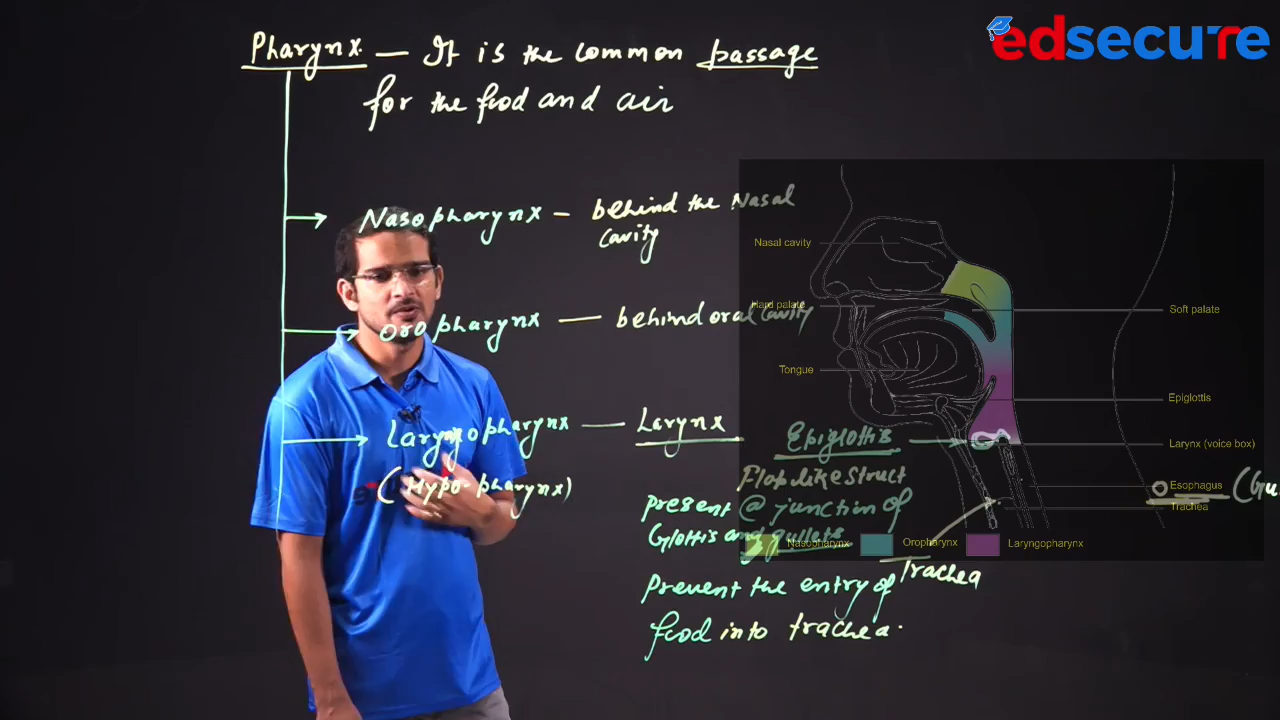 edsecure
Pharynx — It is the common passage
for the food and air
Nasopharynx — behind the Nasal
cavity
Oropharynx — behind oral cavity
Laryngopharynx — Larynx
(Hypo-pharynx)
Epiglottis
Flap like struct
present @ junction of
Glottis and gullets
Prevent the entry of
food into trachea.
Trachea
Nasal cavity
Hard palate
Tongue
Soft palate
Epiglottis
Larynx (voice box)
Esophagus (Gu
Trachea
Nasopharynx Oropharynx Laryngopharynx